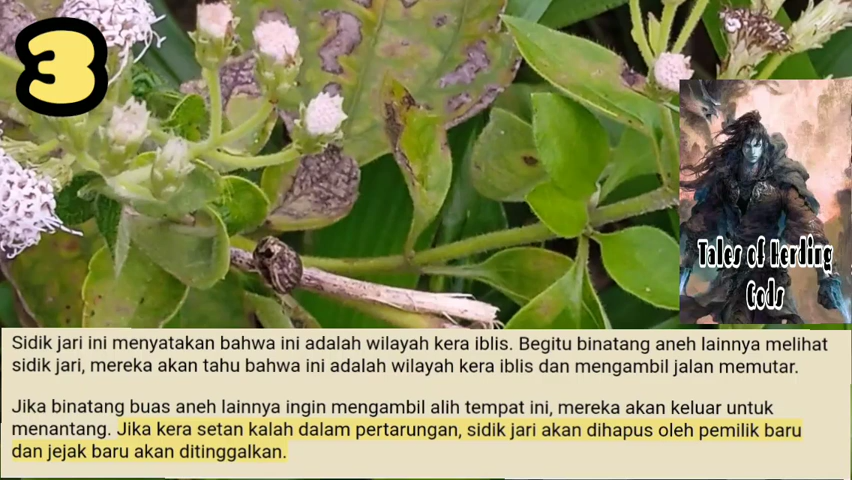 3
Tales of Herding
Gods
Sidik jari ini menyatakan bahwa ini adalah wilayah kera iblis. Begitu binatang aneh lainnya melihat
sidik jari, mereka akan tahu bahwa ini adalah wilayah kera iblis dan mengambil jalan memutar.
Jika binatang buas aneh lainnya ingin mengambil alih tempat ini, mereka akan keluar untuk
menantang. Jika kera setan kalah dalam pertarungan, sidik jari akan dihapus oleh pemilik baru
dan jejak baru akan ditinggalkan.